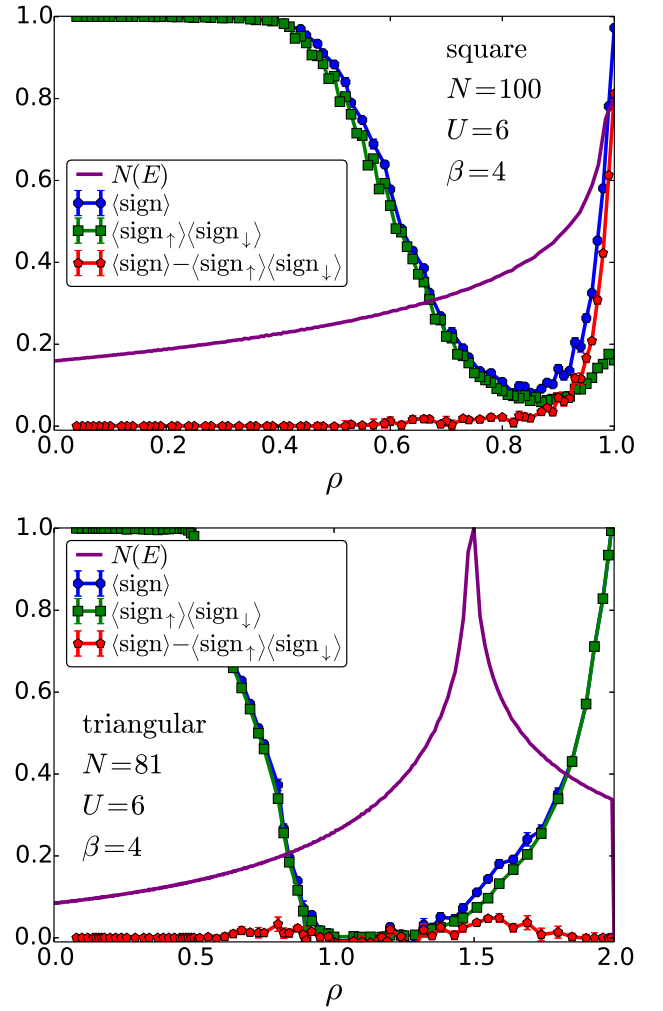 1.0
0.8
0.6
0.4
0.2
0.0
square
N=100
U=6
β=4
N(E)
⟨sign⟩
⟨sign↑⟩⟨sign↓⟩
⟨sign⟩−⟨sign↑⟩⟨sign↓⟩
0.0 0.2 0.4 0.6 0.8 1.0
ρ
1.0
0.8
0.6
0.4
0.2
0.0
N(E)
⟨sign⟩
⟨sign↑⟩⟨sign↓⟩
⟨sign⟩−⟨sign↑⟩⟨sign↓⟩
triangular
N=81
U=6
β=4
0.0 0.5 1.0 1.5 2.0
ρ